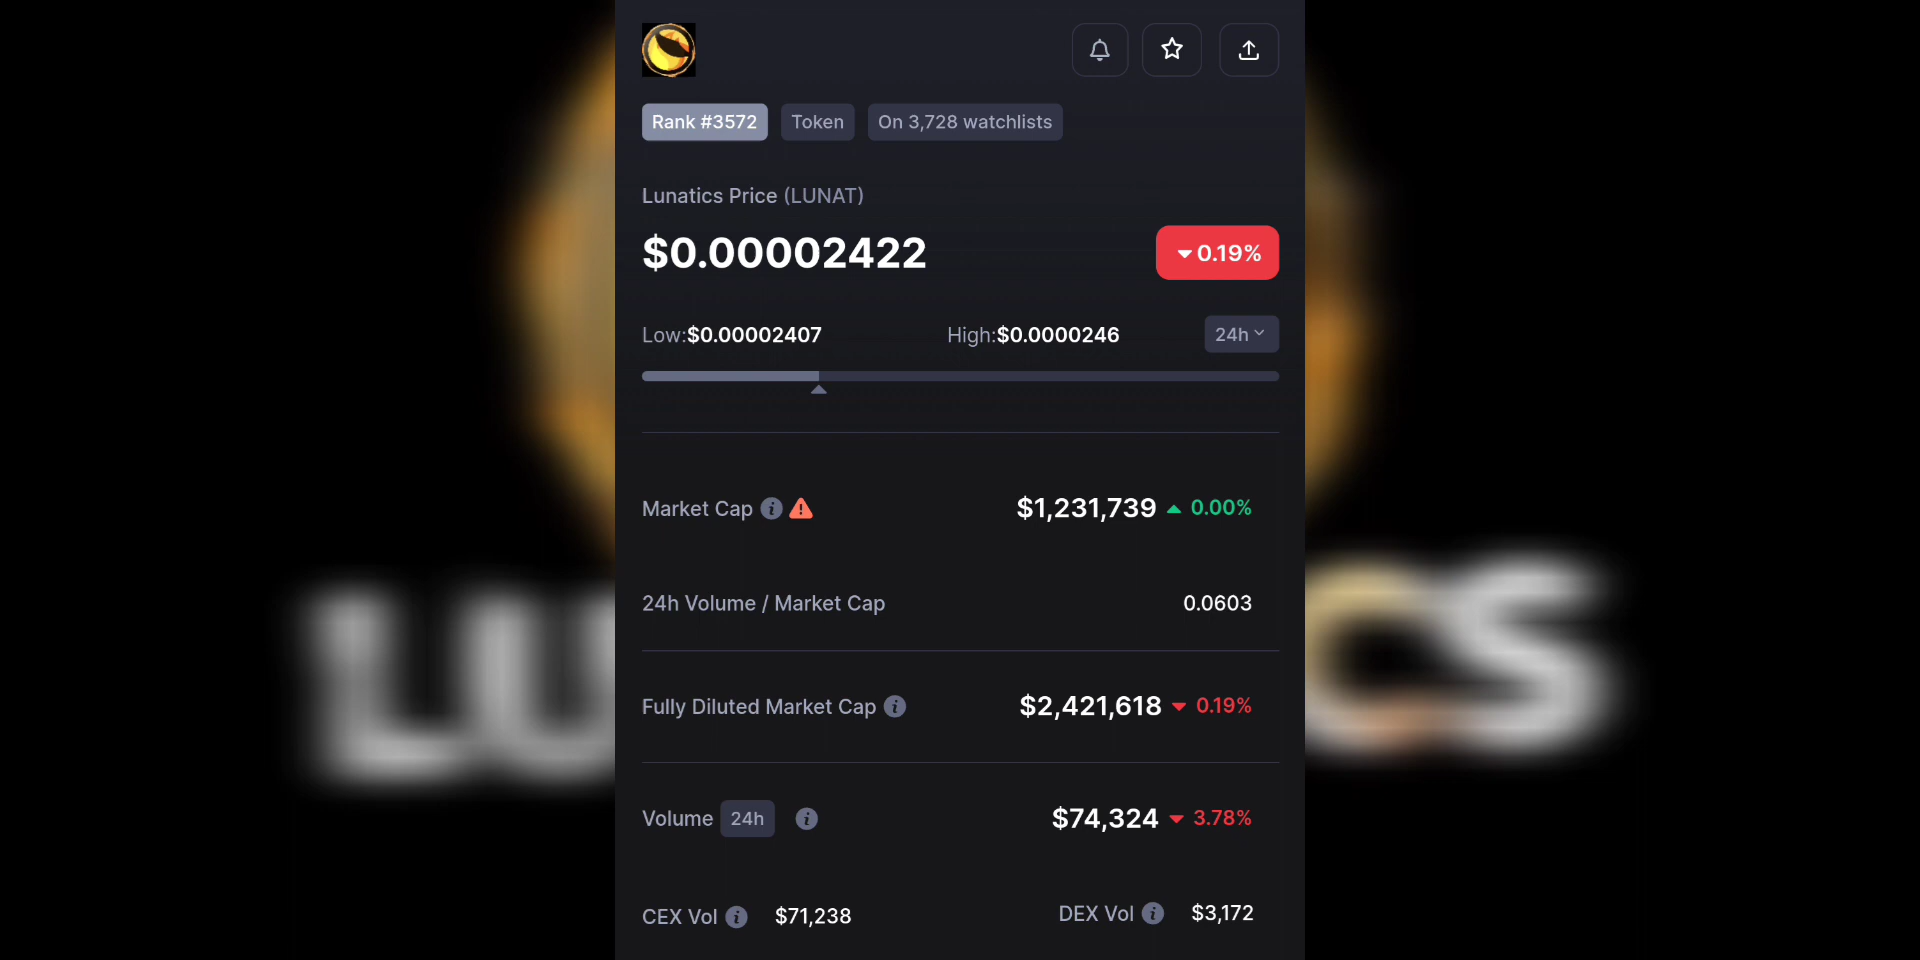 Rank #3572 Token On 3,728 watchlists
Lunatics Price (LUNAT)
$0.00002422 0.19%
Low:$0.00002407 High:$0.0000246 24h
Market Cap $1,231,739 0.00%
24h Volume / Market Cap 0.0603
Fully Diluted Market Cap $2,421,618 0.19%
Volume 24h $74,324 3.78%
CEX Vol $71,238 DEX Vol $3,172
LU
CS